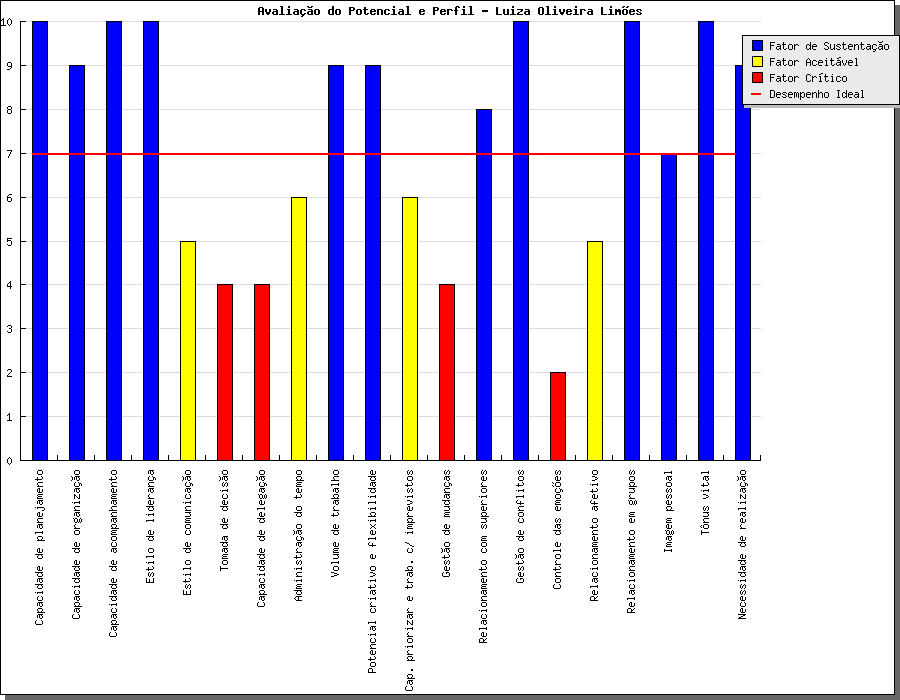 Avaliação do Potencial e Perfil - Luiza Oliveira Limões
Fator de Sustentação
Fator Aceitável
Fator Crítico
Desempenho Ideal
10
9
8
7
6
5
4
3
2
1
0
Capacidade de planejamento
Capacidade de organização
Capacidade de acompanhamento
Estilo de liderança
Estilo de comunicação
Tomada de decisão
Capacidade de delegação
Administração do tempo
Volume de trabalho
Potencial criativo e flexibilidade
Cap. priorizar e trab. c/ imprevistos
Gestão de mudanças
Relacionamento com superiores
Gestão de conflitos
Controle das emoções
Relacionamento afetivo
Relacionamento em grupos
Imagem pessoal
Tônus vital
Necessidade de realização